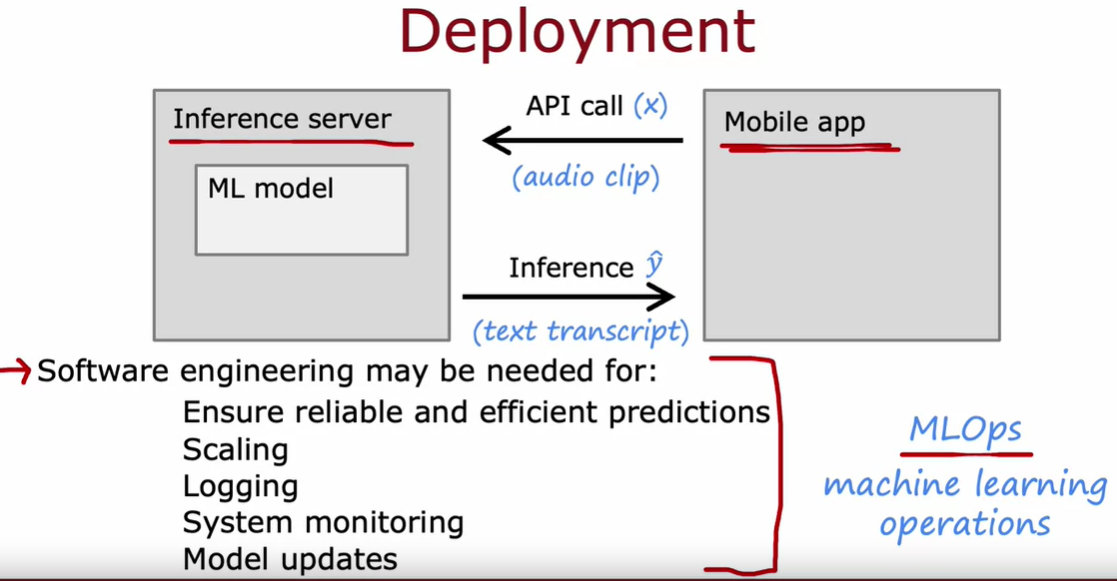 Deployment
Inference server
ML model
API call (x)
(audio clip)
Inference ŷ
(text transcript)
Mobile app
→Software engineering may be needed for:
Ensure reliable and efficient predictions
Scaling
Logging
System monitoring
Model updates
MLOps
machine learning
operations